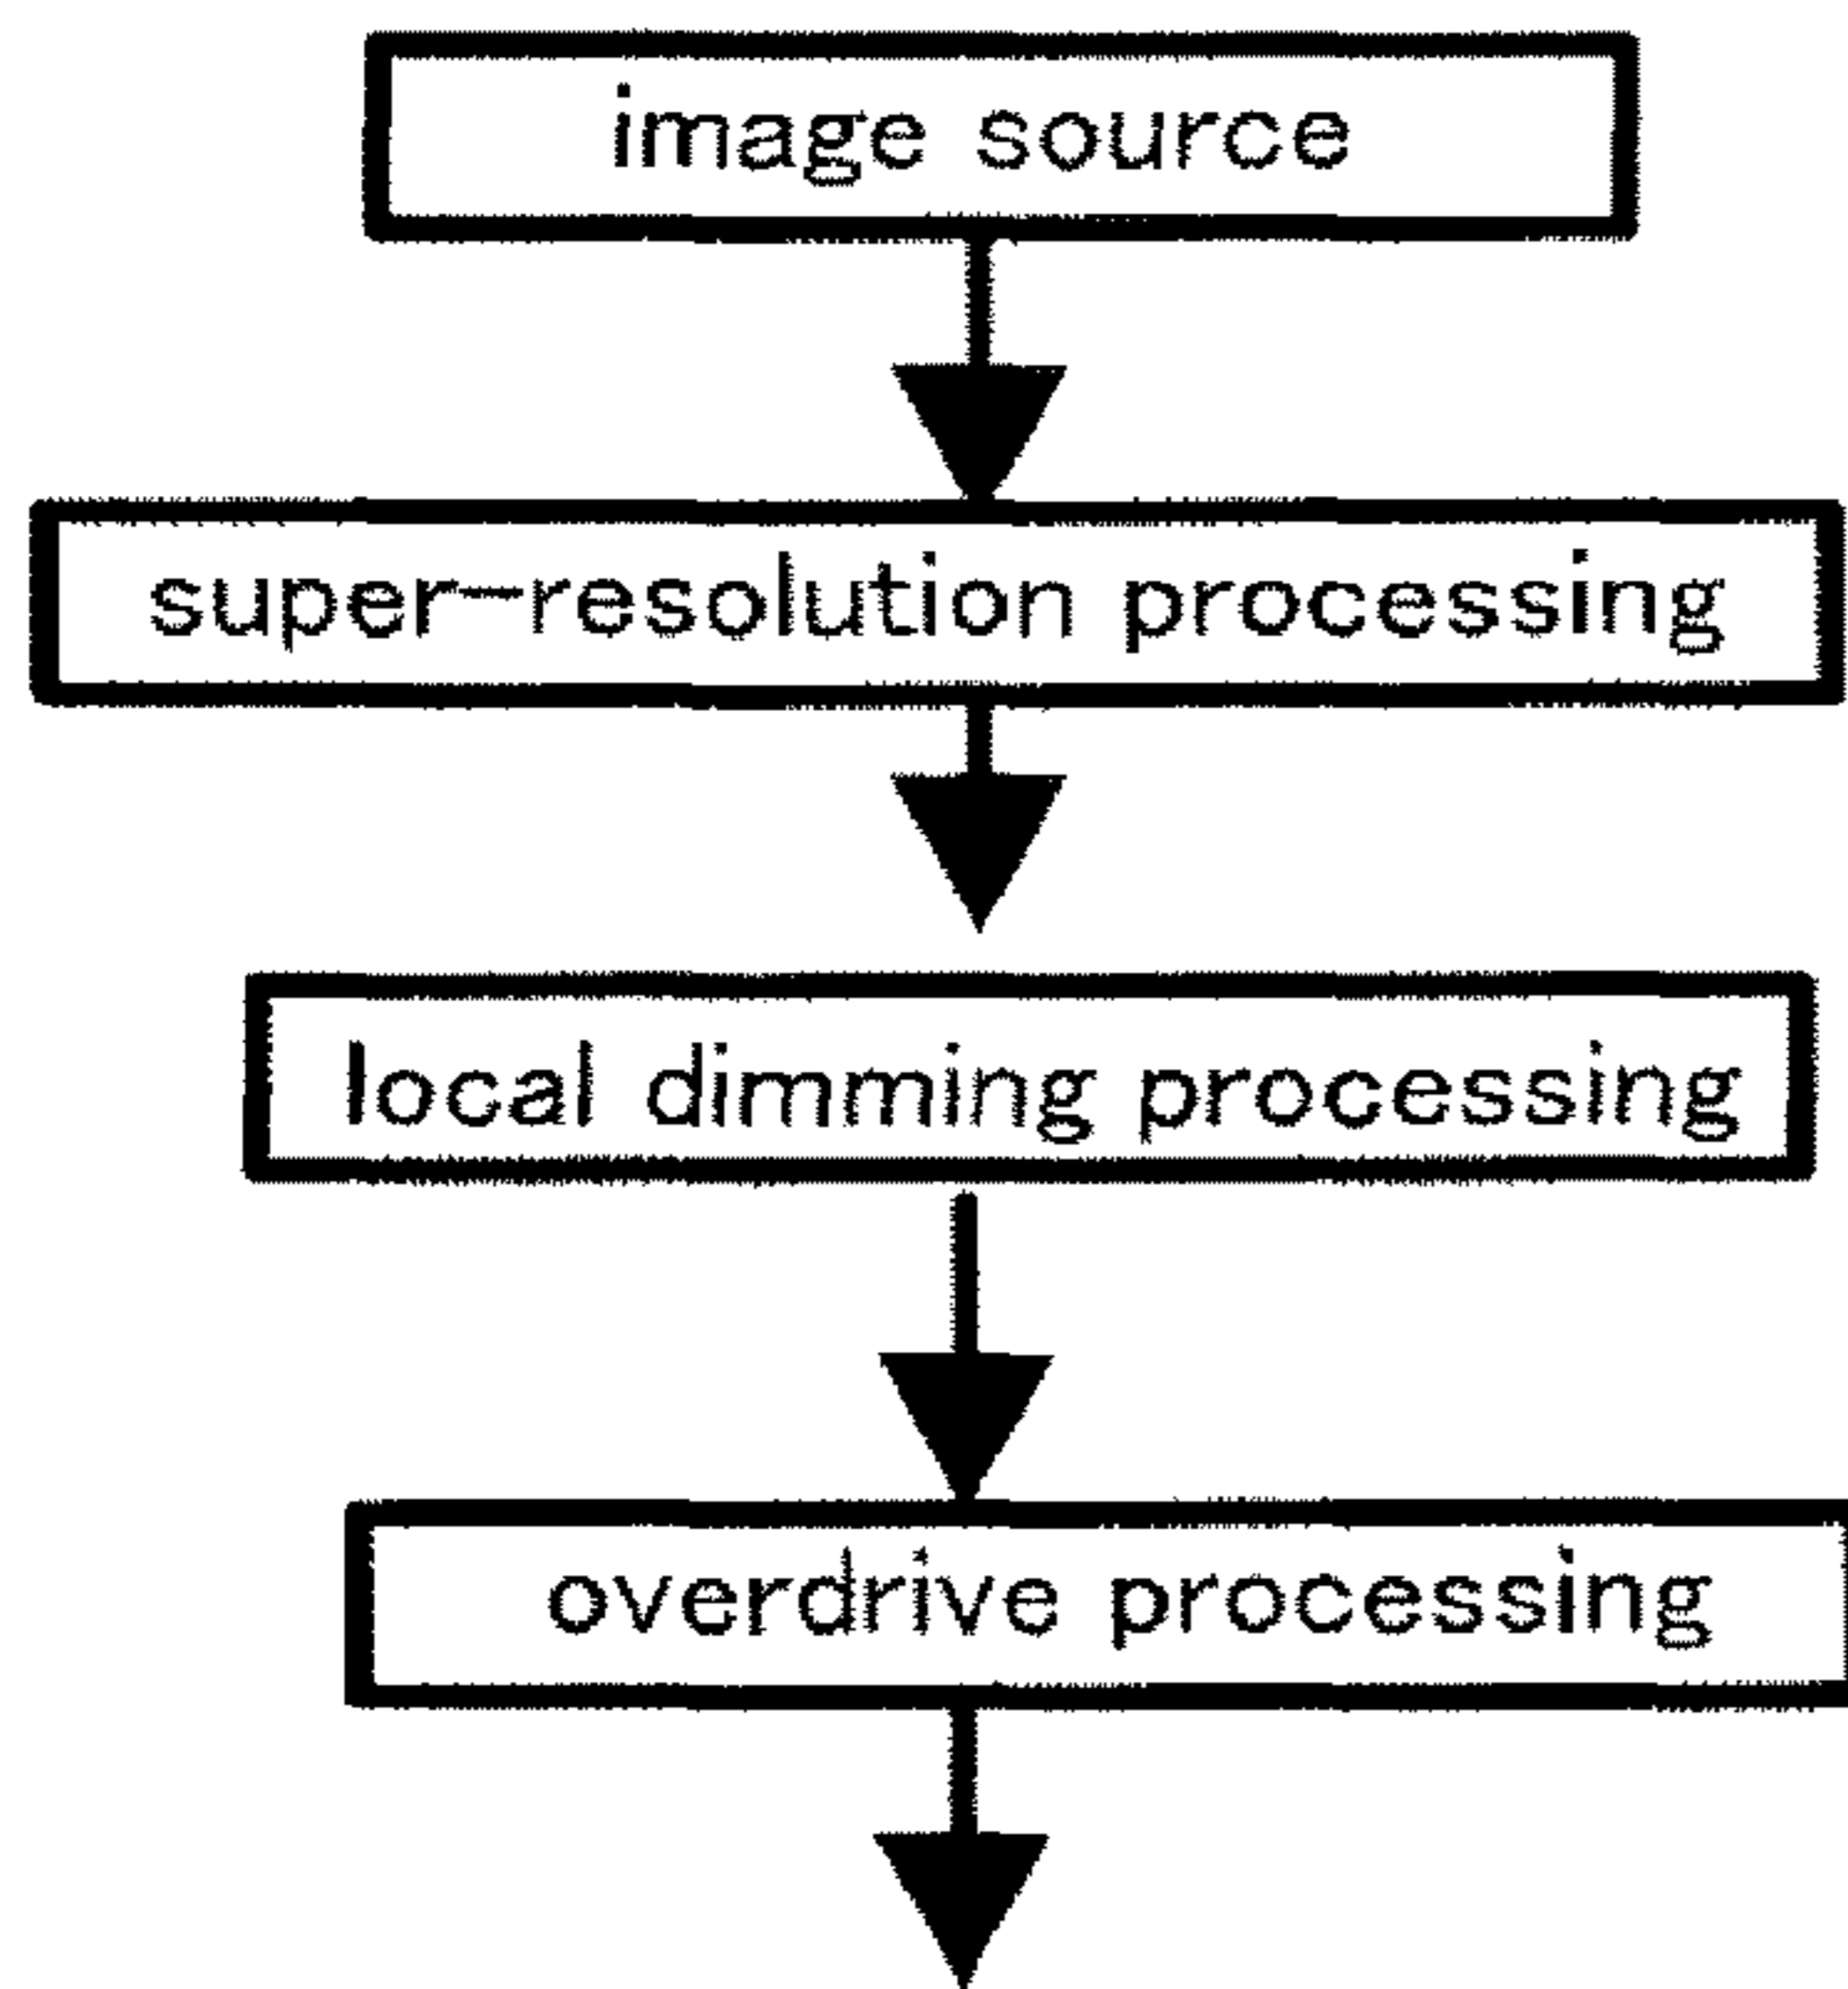 image source
super-resolution processing
local dimming processing
overdrive processing